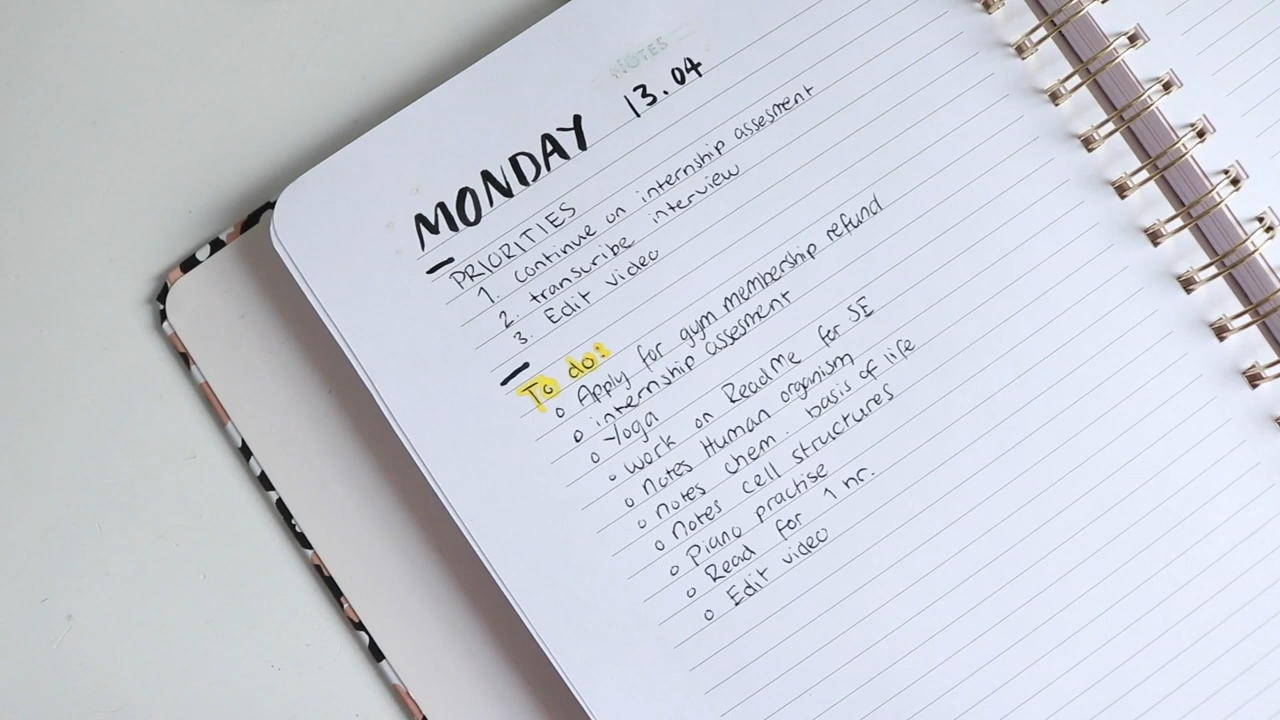 NOTES
MONDAY 13.04
PRIORITIES
1. continue on internship assesment
2. transcribe interview
3. Edit video
To do:
o Apply for gym membership refund
o internship assesment
o Yoga
o work on ReadMe for SE
o Notes Human organism
o Notes chem. basis of life
o Notes cell structures
o Piano practise
o Read for 1 hr.
o Edit video